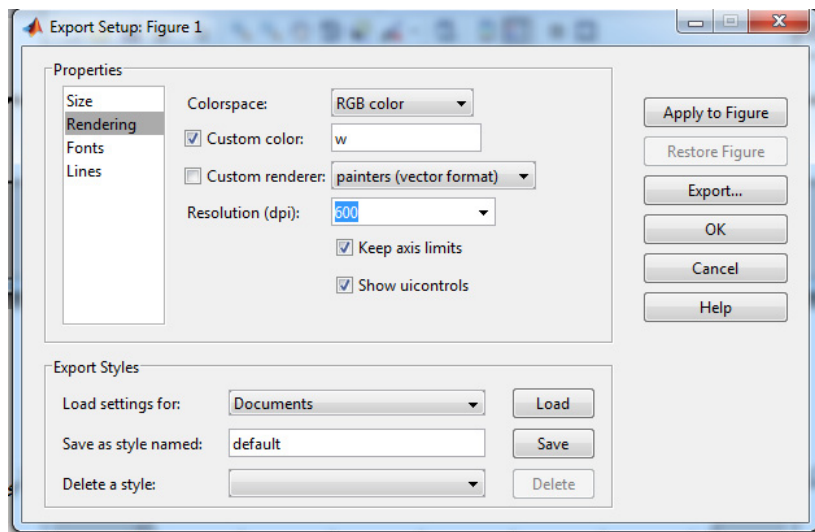 Export Setup: Figure 1
Properties
Size
Rendering
Fonts
Lines
Colorspace: RGB color
Custom color: w
Custom renderer: painters (vector format)
Resolution (dpi): 600
Keep axis limits
Show uicontrols
Apply to Figure
Restore Figure
Export...
OK
Cancel
Help
Export Styles
Load settings for: Documents Load
Save as style named: default Save
Delete a style: Delete